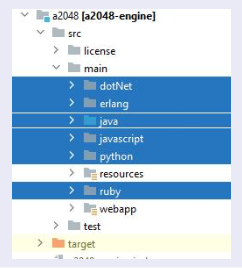 a2048 [a2048-engine]
src
license
main
dotNet
erlang
java
javascript
python
resources
ruby
webapp
test
target